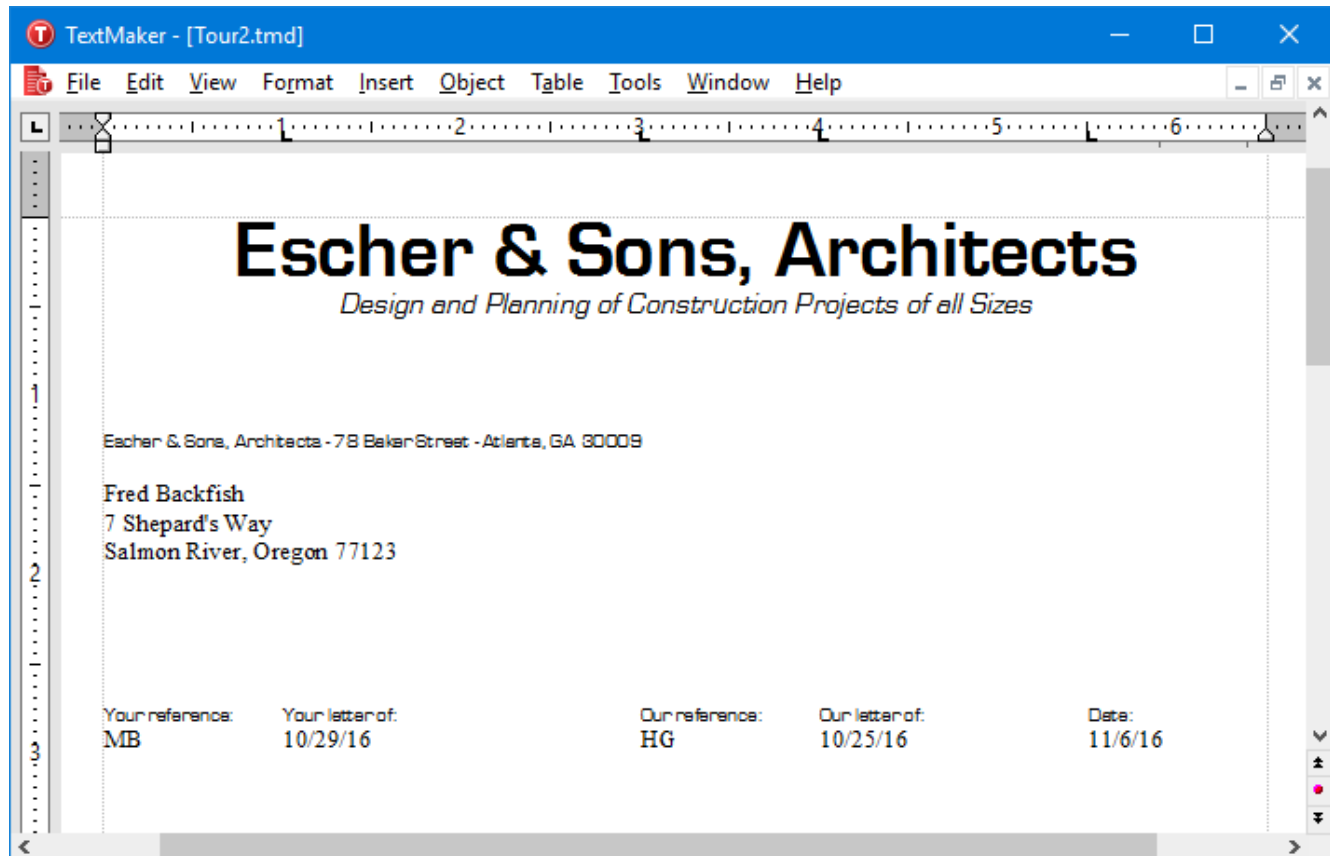 TextMaker - [Tour2.tmd]
File Edit View Format Insert Object Table Tools Window Help
1 2 3 4 5 6
Escher & Sons, Architects
Design and Planning of Construction Projects of all Sizes
1
Escher & Sons, Architects - 78 Baker Street - Atlanta, GA 30009
Fred Backfish
7 Shepard's Way
Salmon River, Oregon 77123
2
Your reference: Your letter of: Our reference: Our letter of: Date:
MB 10/29/16 HG 10/25/16 11/6/16
3